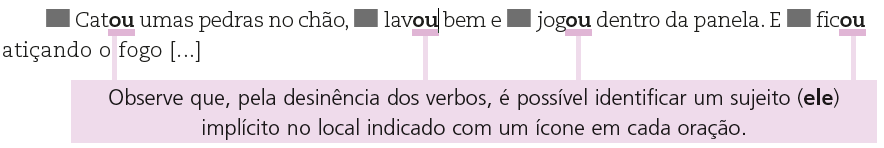 Catou umas pedras no chão, lavou bem e jogou dentro da panela. E ficou
atiçando o fogo [...]
Observe que, pela desinência dos verbos, é possível identificar um sujeito (ele)
implícito no local indicado com um ícone em cada oração.